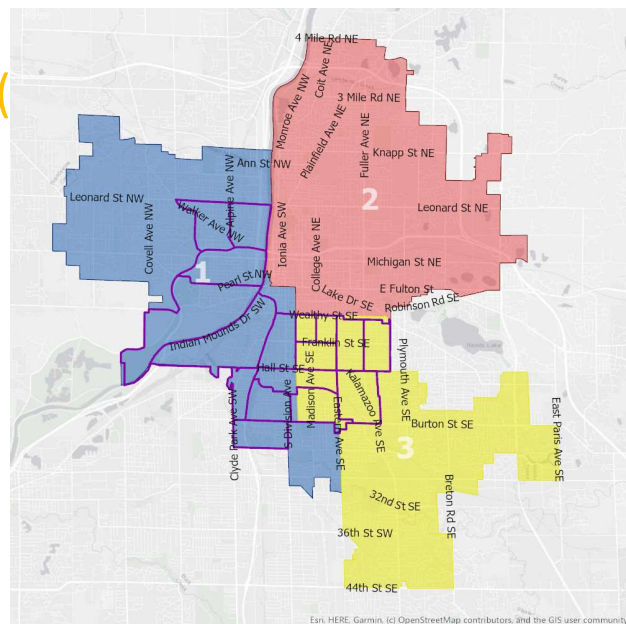 (
4 Mile Rd NE
Coit Ave NE
Monroe Ave NW
3 Mile Rd NE
Plainfield Ave NE
Fuller Ave NE
Knapp St NE
Ann St NW
Alpine Ave NW
Leonard St NW
Walker Ave NW
Covell Ave NW
2
Leonard St NE
Ionia Ave SW
College Ave NE
Michigan St NE
1
Pearl St NW
E Fulton St
Lake Dr SE
Robinson Rd SE
Wealthy St SE
Indian Mounds Dr SW
Franklin St SE
Plymouth Ave SE
Hall St SE
Madison Ave SE
Kalamazoo Ave SE
Clyde Park Ave SW
S Division Ave
Eastern Ave SE
Burton St SE
East Paris Ave SE
3
Breton Rd SE
32nd St SE
36th St SW
44th St SE
Esri, HERE, Garmin, (c) OpenStreetMap contributors, and the GIS user community